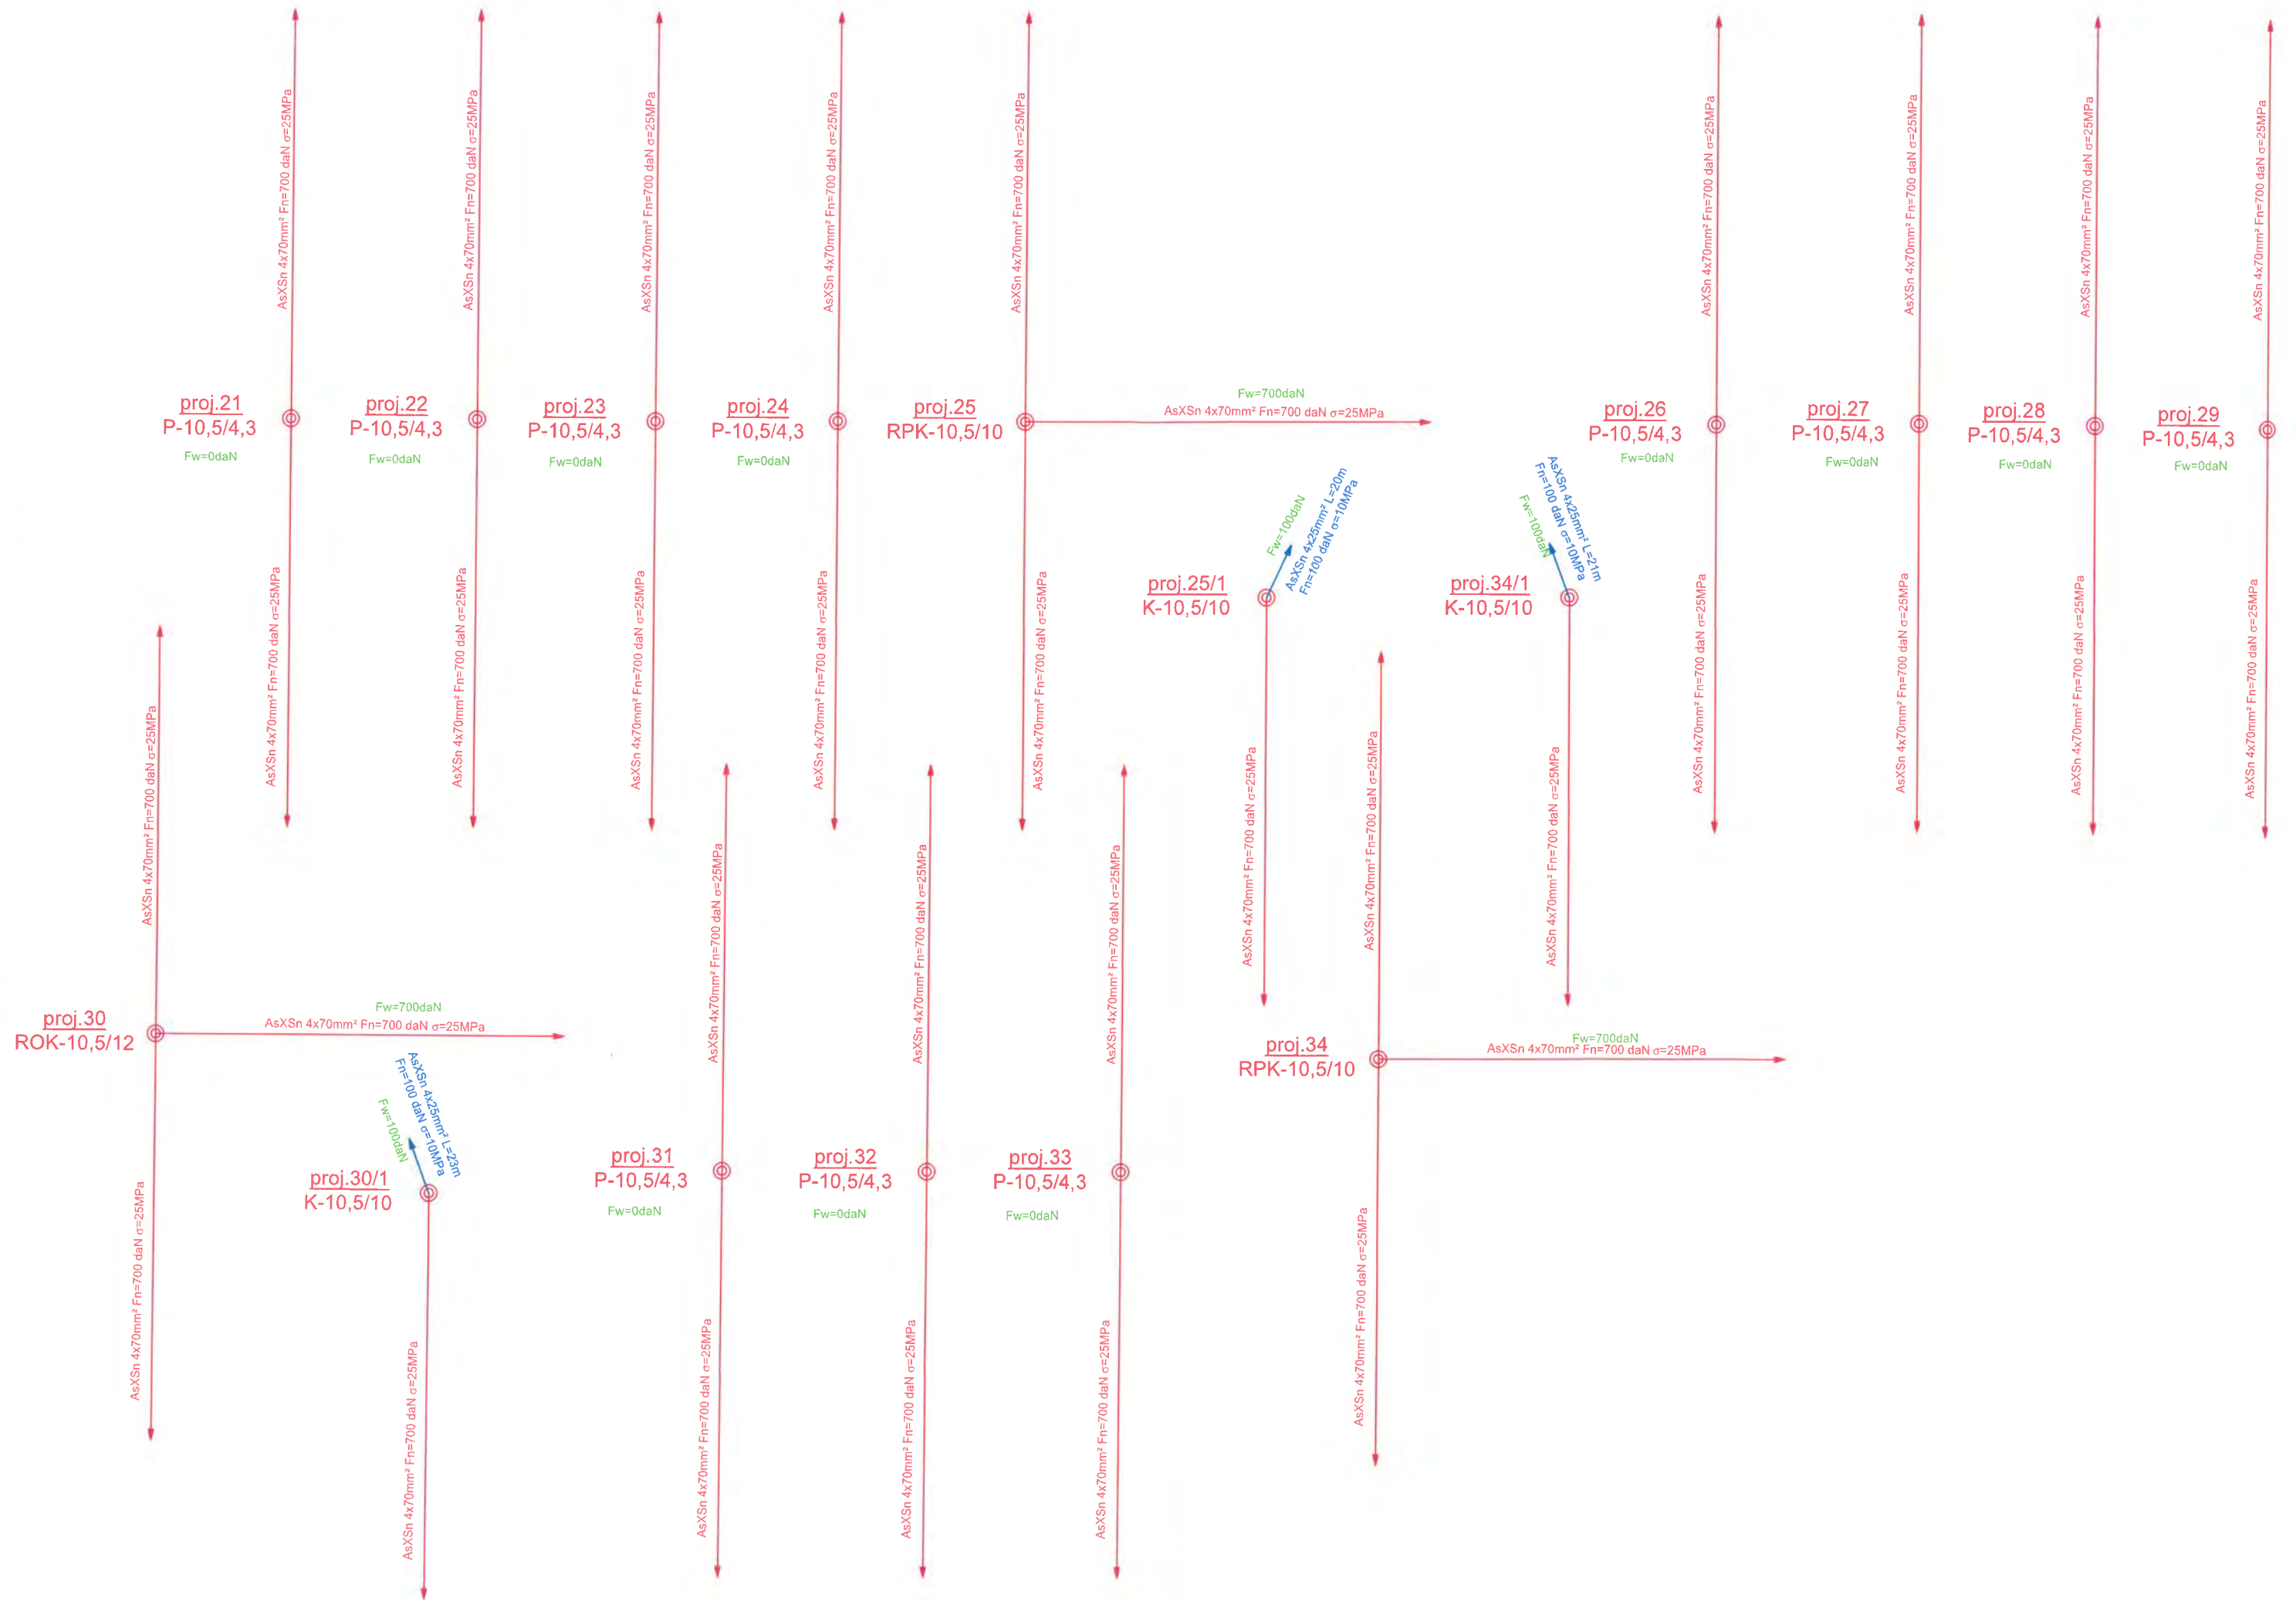 AsXSn 4x70mm² Fn=700 daN σ=25MPa
proj.21
P-10,5/4,3
Fw=0daN
AsXSn 4x70mm² Fn=700 daN σ=25MPa
AsXSn 4x70mm² Fn=700 daN σ=25MPa
proj.22
P-10,5/4,3
Fw=0daN
AsXSn 4x70mm² Fn=700 daN σ=25MPa
AsXSn 4x70mm² Fn=700 daN σ=25MPa
proj.23
P-10,5/4,3
Fw=0daN
AsXSn 4x70mm² Fn=700 daN σ=25MPa
AsXSn 4x70mm² Fn=700 daN σ=25MPa
proj.24
P-10,5/4,3
Fw=0daN
AsXSn 4x70mm² Fn=700 daN σ=25MPa
AsXSn 4x70mm² Fn=700 daN σ=25MPa
proj.25
RPK-10,5/10
Fw=700daN
AsXSn 4x70mm² Fn=700 daN σ=25MPa
AsXSn 4x70mm² Fn=700 daN σ=25MPa
proj.25/1
K-10,5/10
Fw=100daN
AsXSn 4x25mm² L=20m
Fn=100 daN σ=10MPa
AsXSn 4x70mm² Fn=700 daN σ=25MPa
proj.34/1
K-10,5/10
Fw=100daN
AsXSn 4x25mm² L=21m
Fn=100 daN σ=10MPa
AsXSn 4x70mm² Fn=700 daN σ=25MPa
AsXSn 4x70mm² Fn=700 daN σ=25MPa
proj.26
P-10,5/4,3
Fw=0daN
AsXSn 4x70mm² Fn=700 daN σ=25MPa
AsXSn 4x70mm² Fn=700 daN σ=25MPa
proj.27
P-10,5/4,3
Fw=0daN
AsXSn 4x70mm² Fn=700 daN σ=25MPa
AsXSn 4x70mm² Fn=700 daN σ=25MPa
proj.28
P-10,5/4,3
Fw=0daN
AsXSn 4x70mm² Fn=700 daN σ=25MPa
AsXSn 4x70mm² Fn=700 daN σ=25MPa
proj.29
P-10,5/4,3
Fw=0daN
AsXSn 4x70mm² Fn=700 daN σ=25MPa
AsXSn 4x70mm² Fn=700 daN σ=25MPa
proj.30
ROK-10,5/12
Fw=700daN
AsXSn 4x70mm² Fn=700 daN σ=25MPa
AsXSn 4x70mm² Fn=700 daN σ=25MPa
proj.30/1
K-10,5/10
Fw=100daN
AsXSn 4x25mm² L=23m
Fn=100 daN σ=10MPa
AsXSn 4x70mm² Fn=700 daN σ=25MPa
AsXSn 4x70mm² Fn=700 daN σ=25MPa
proj.31
P-10,5/4,3
Fw=0daN
AsXSn 4x70mm² Fn=700 daN σ=25MPa
AsXSn 4x70mm² Fn=700 daN σ=25MPa
proj.32
P-10,5/4,3
Fw=0daN
AsXSn 4x70mm² Fn=700 daN σ=25MPa
AsXSn 4x70mm² Fn=700 daN σ=25MPa
proj.33
P-10,5/4,3
Fw=0daN
AsXSn 4x70mm² Fn=700 daN σ=25MPa
AsXSn 4x70mm² Fn=700 daN σ=25MPa
proj.34
RPK-10,5/10
Fw=700daN
AsXSn 4x70mm² Fn=700 daN σ=25MPa
AsXSn 4x70mm² Fn=700 daN σ=25MPa